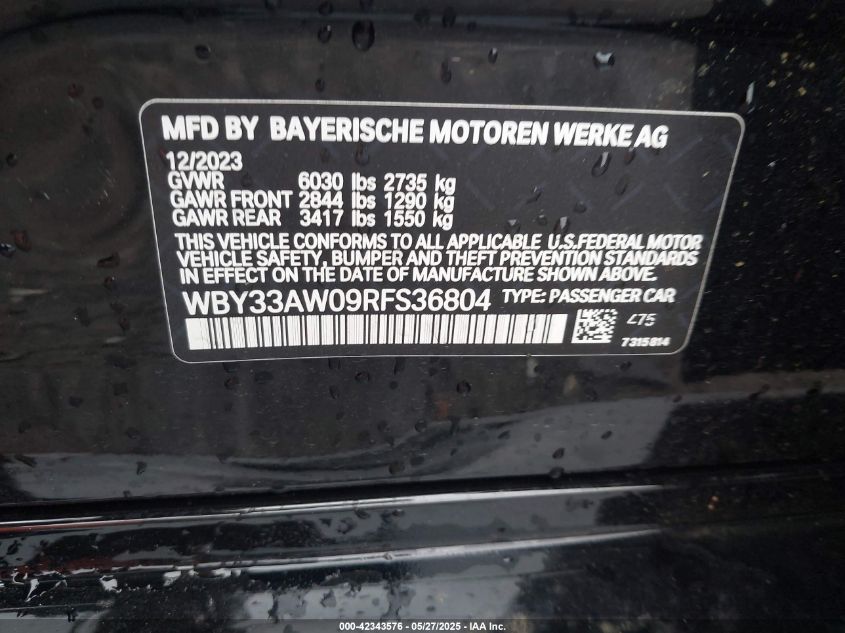 MFD BY BAYERISCHE MOTOREN WERKE AG
12/2023
GVWR 6030 lbs 2735 kg
GAWR FRONT 2844 lbs 1290 kg
GAWR REAR 3417 lbs 1550 kg
THIS VEHICLE CONFORMS TO ALL APPLICABLE U.S.FEDERAL MOTOR
VEHICLE SAFETY, BUMPER AND THEFT PREVENTION STANDARDS
IN EFFECT ON THE DATE OF MANUFACTURE SHOWN ABOVE.
WBY33AW09RFS36804 TYPE: PASSENGER CAR
475
7315814
000-42343576 — 05/27/2025 — IAA Inc.